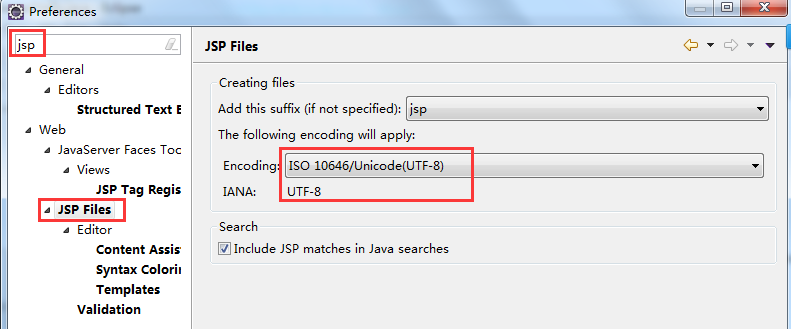 Preferences
jsp
General
Editors
Structured Text E
Web
JavaServer Faces Too
Views
JSP Tag Regis
JSP Files
Editor
Content Assis
Syntax Colorin
Templates
Validation
JSP Files
Creating files
Add this suffix (if not specified): jsp
The following encoding will apply:
Encoding: ISO 10646/Unicode(UTF-8)
IANA: UTF-8
Search
Include JSP matches in Java searches